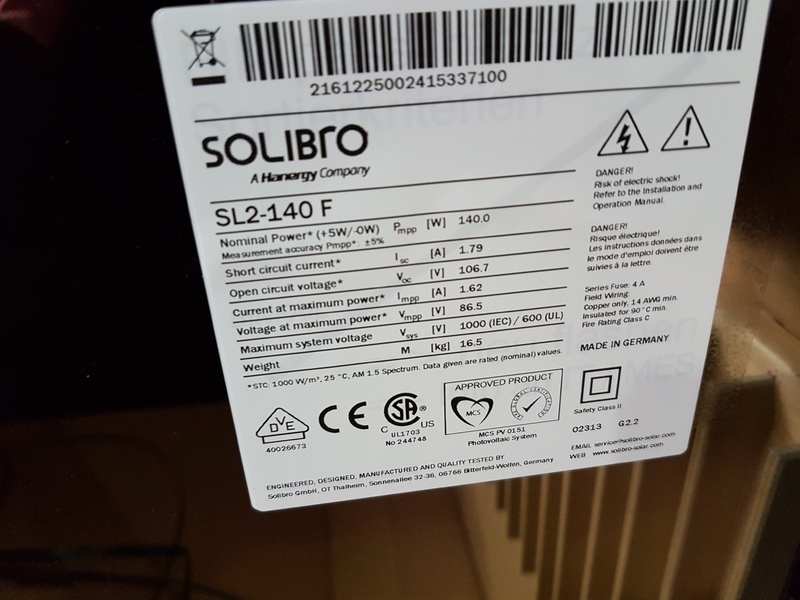 2161225002415337100
SOLIBRO
A Hanergy Company
SL2-140 F
Nominal Power* (+5W/-0W) Pmpp [W] 140.0
Measurement accuracy Pmpp*: ±5%
Short circuit current* Isc [A] 1.79
Open circuit voltage* Voc [V] 106.7
Current at maximum power* Impp [A] 1.62
Voltage at maximum power* Vmpp [V] 86.5
Maximum system voltage Vsys [V] 1000 (IEC) / 600 (UL)
Weight M [kg] 16.5
*STC: 1000 W/m², 25 °C, AM 1.5 Spectrum. Data given are rated (nominal) values.
DANGER!
Risk of electric shock!
Refer to the Installation and
Operation Manual.
DANGER!
Risque électrique!
Les instructions données dans
le mode d'emploi doivent être
suivies à la lettre.
Series Fuse: 4 A
Field Wiring
Copper only, 14 AWG min.
Insulated for 90°C min.
Fire Rating Class C
MADE IN GERMANY
DVE
40026673
CE
C SA® US
UL1703
No 244748
APPROVED PRODUCT
MCS
MCS PV 0151
Photovoltaic System
Safety Class II
02313 G2.2
EMAIL service@solibro-solar.com
WEB www.solibro-solar.com
ENGINEERED, DESIGNED, MANUFACTURED AND QUALITY TESTED BY
Solibro GmbH, OT Thalheim, Sonnenallee 32-36, 06766 Bitterfeld-Wolfen, Germany
Sortierkriterien